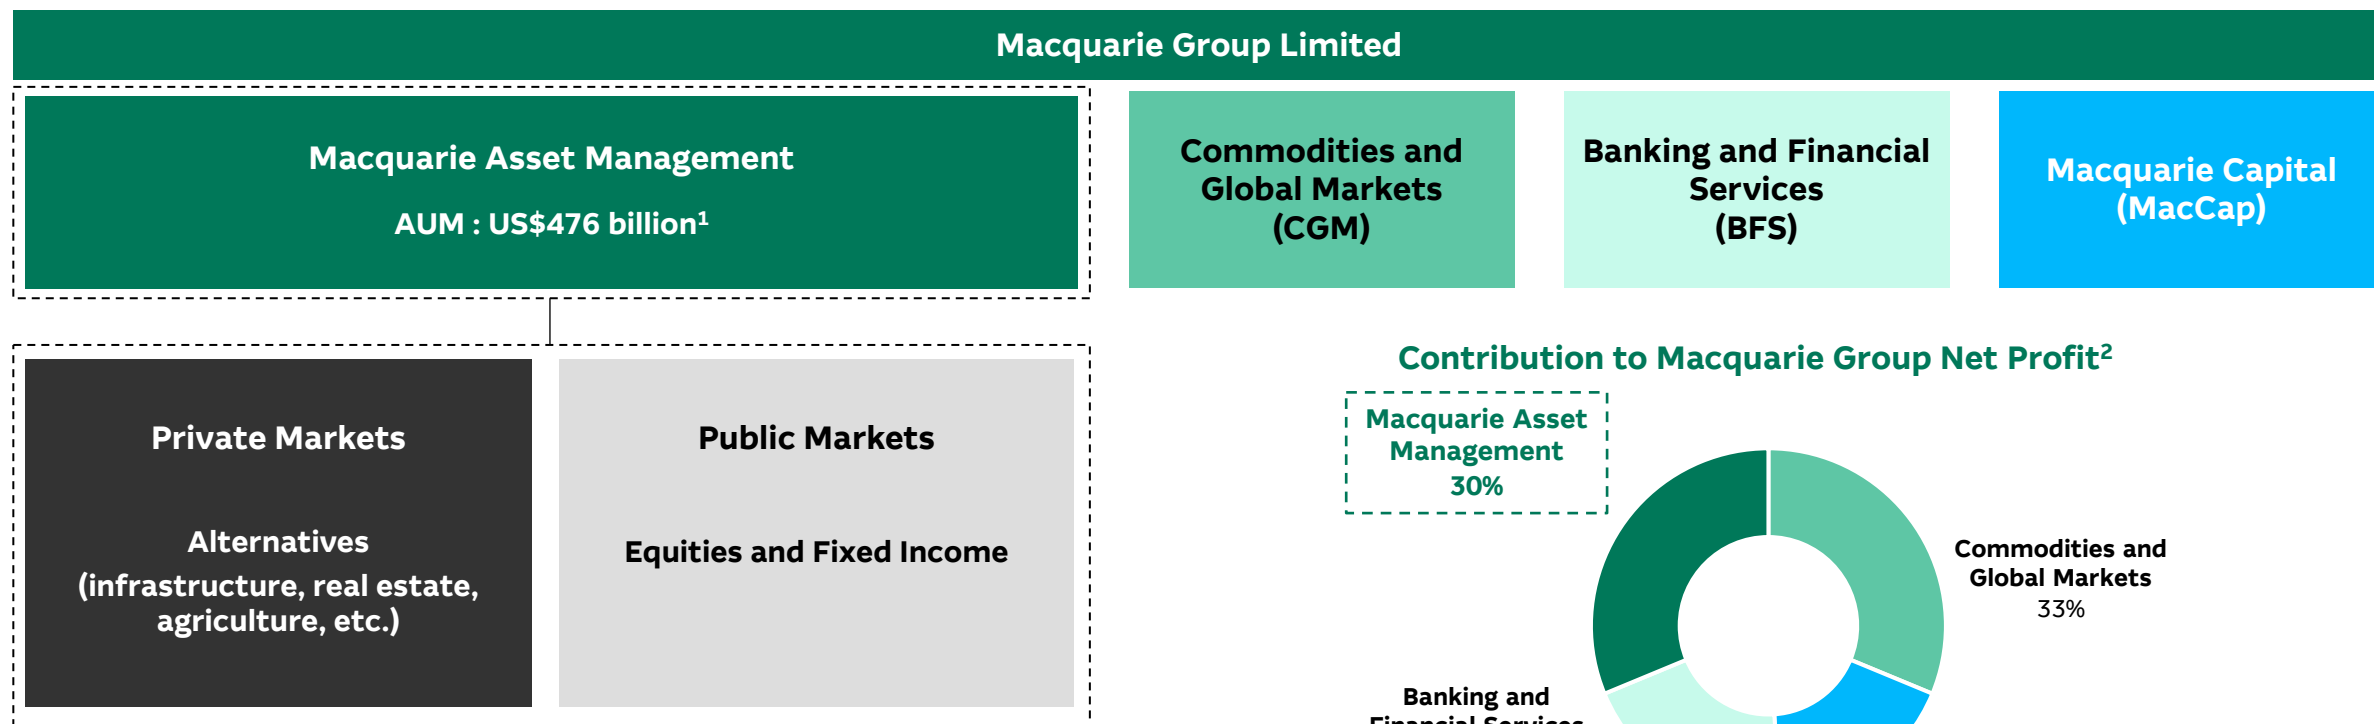 Macquarie Group Limited
Macquarie Asset Management
AUM : US$476 billion¹
Commodities and
Global Markets
(CGM)
Banking and Financial
Services
(BFS)
Macquarie Capital
(MacCap)
Private Markets
Alternatives
(infrastructure, real estate,
agriculture, etc.)
Public Markets
Equities and Fixed Income
Contribution to Macquarie Group Net Profit²
Macquarie Asset
Management
30%
Commodities and
Global Markets
33%
Banking and
Financial Services